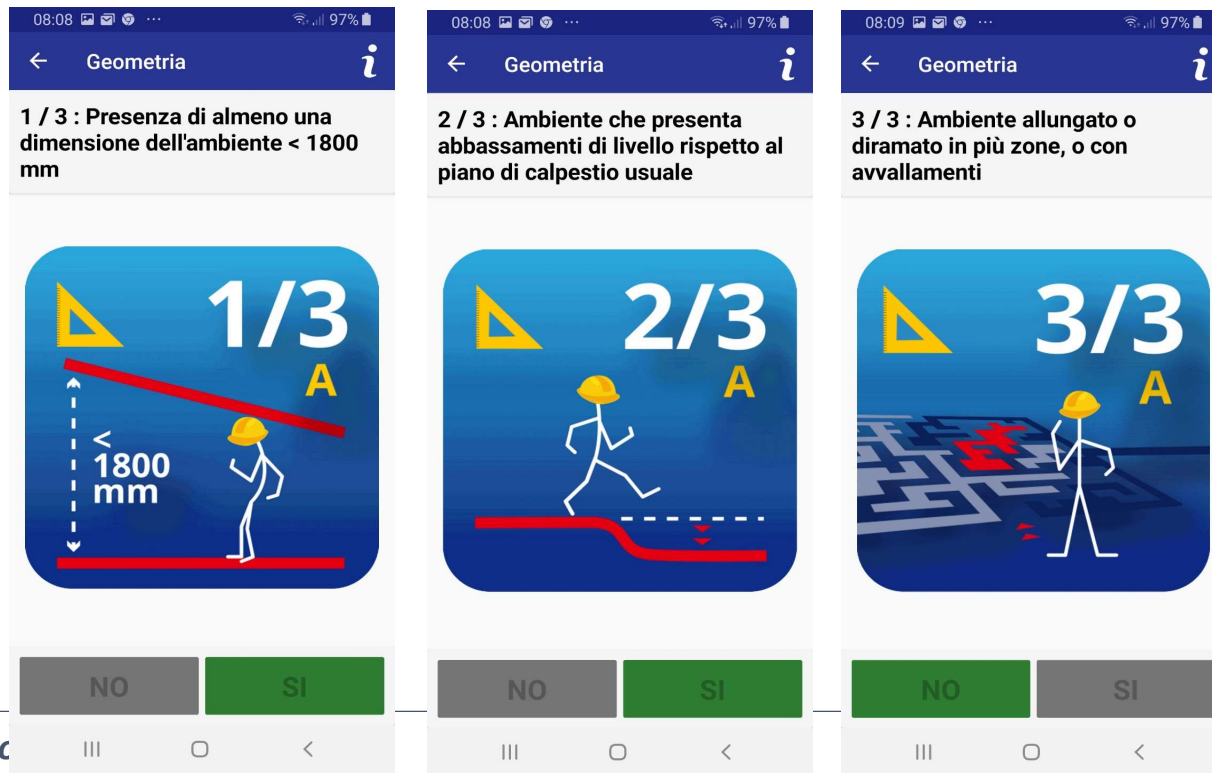 08:08 ... 97%
Geometria i
1 / 3 : Presenza di almeno una
dimensione dell'ambiente < 1800
mm
1/3
A
<
1800
mm
NO SI
08:08 ... 97%
Geometria i
2 / 3 : Ambiente che presenta
abbassamenti di livello rispetto al
piano di calpestio usuale
2/3
A
NO SI
08:09 ... 97%
Geometria i
3 / 3 : Ambiente allungato o
diramato in più zone, o con
avvallamenti
3/3
A
NO SI